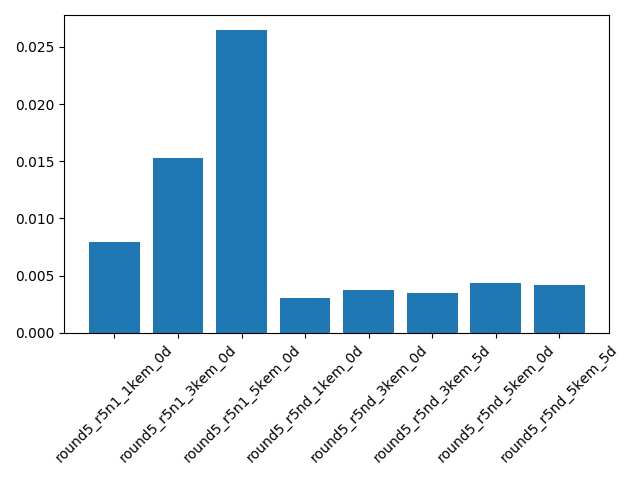 0.025
0.020
0.015
0.010
0.005
0.000
round5_r5n1_1kem_0d
round5_r5n1_3kem_0d
round5_r5n1_5kem_0d
round5_r5nd_1kem_0d
round5_r5nd_3kem_0d
round5_r5nd_3kem_5d
round5_r5nd_5kem_0d
round5_r5nd_5kem_5d